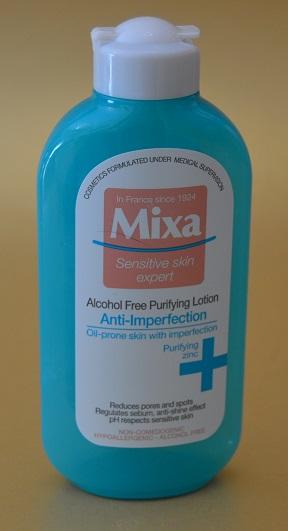 COSMETICS FORMULATED UNDER MEDICAL SUPERVISION
In France since 1924
Mixa
Sensitive skin
expert
Alcohol Free Purifying Lotion
Anti-Imperfection
Oil-prone skin with imperfection
Purifying
zinc
Reduces pores and spots
Regulates sebum, anti-shine effect
pH respects sensitive skin
NON-COMEDOGENIC
HYPOALLERGENIC - ALCOHOL FREE